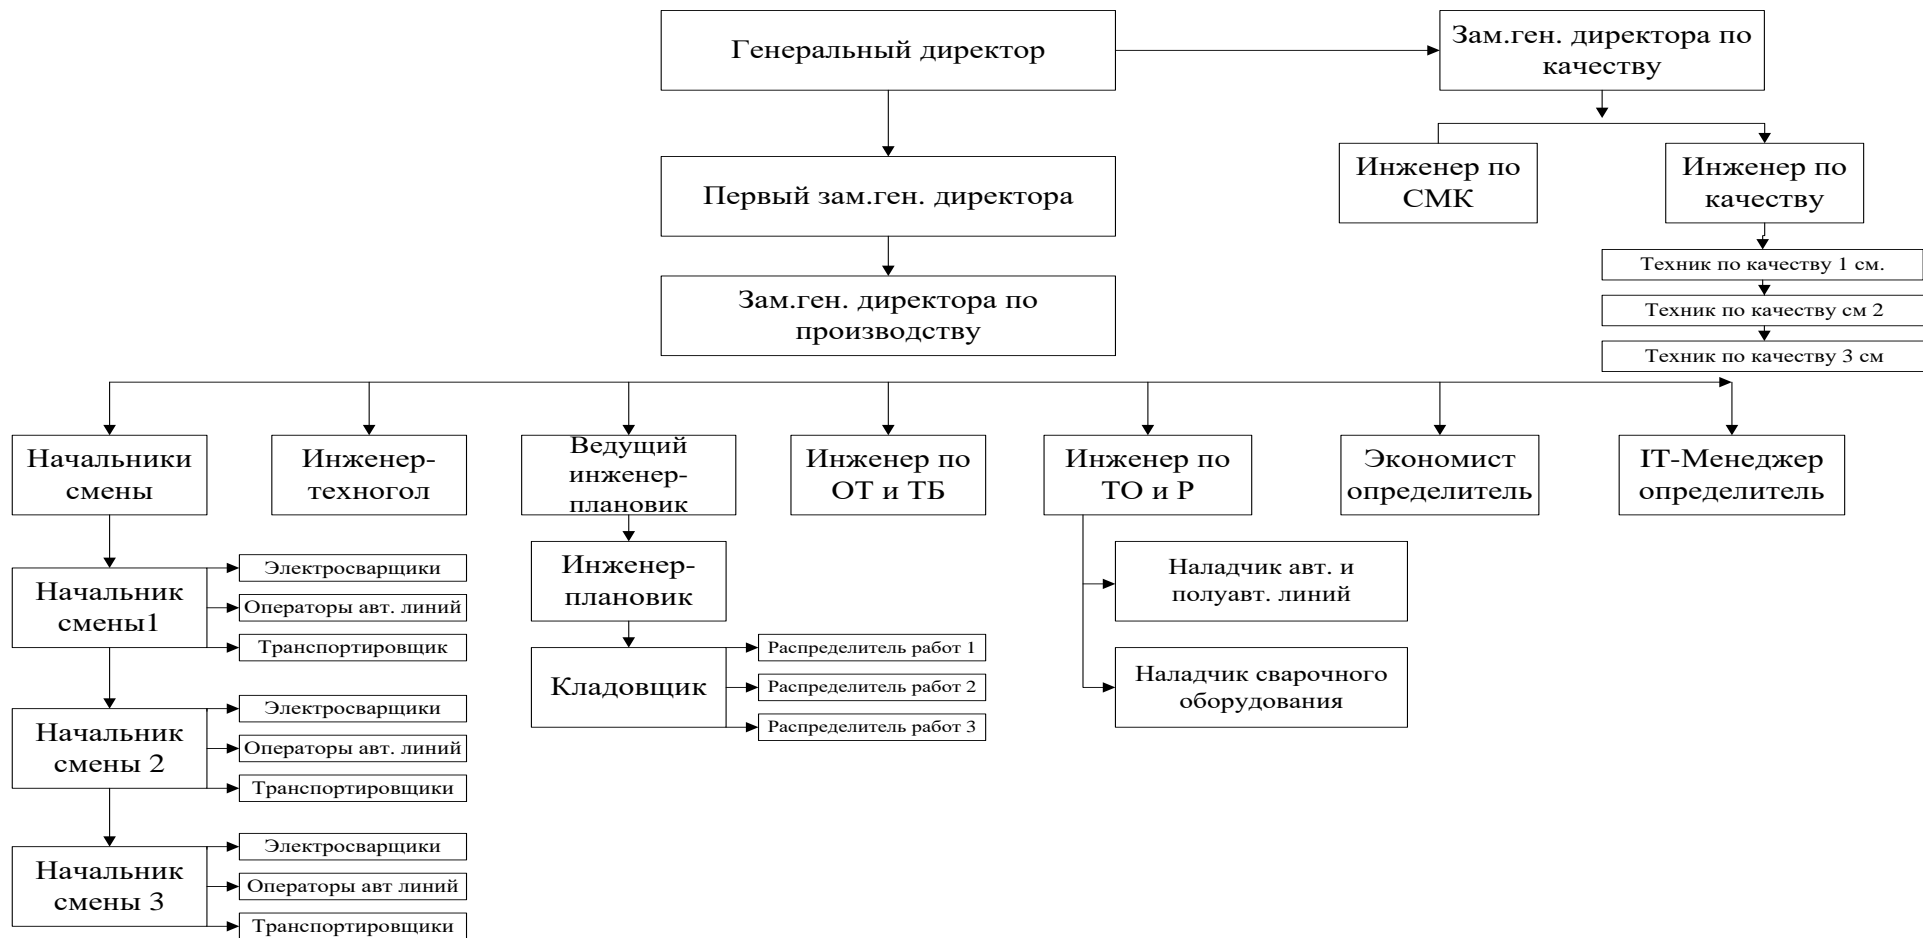 Генеральный директор
Зам.ген. директора по
качеству
Инженер по
СМК
Инженер по
качеству
Первый зам.ген. директора
Техник по качеству 1 см.
Техник по качеству см 2
Техник по качеству 3 см
Зам.ген. директора по
производству
Начальники
смены
Инженер-
техногол
Ведущий
инженер-
плановик
Инженер по
ОТ и ТБ
Инженер по
ТО и Р
Экономист
определитель
IT-Менеджер
определитель
Начальник
смены1
Электросварщики
Операторы авт. линий
Транспортировщик
Инженер-
плановик
Кладовщик
Распределитель работ 1
Распределитель работ 2
Распределитель работ 3
Наладчик авт. и
полуавт. линий
Наладчик сварочного
оборудования
Начальник
смены 2
Электросварщики
Операторы авт. линий
Транспортировщики
Начальник
смены 3
Электросварщики
Операторы авт линий
Транспортировщики